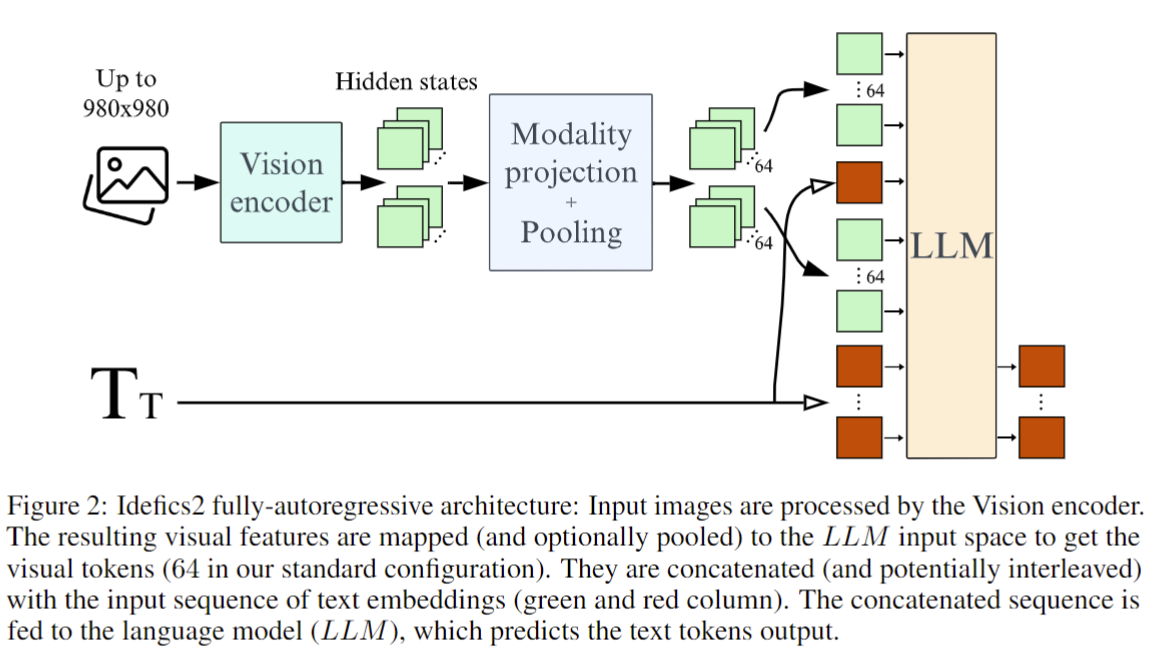 Up to
980x980
Hidden states
Vision
encoder
Modality
projection
+
Pooling
64
64
64
64
LLM
TT
Figure 2: Idefics2 fully-autoregressive architecture: Input images are processed by the Vision encoder.
The resulting visual features are mapped (and optionally pooled) to the LLM input space to get the
visual tokens (64 in our standard configuration). They are concatenated (and potentially interleaved)
with the input sequence of text embeddings (green and red column). The concatenated sequence is
fed to the language model (LLM), which predicts the text tokens output.